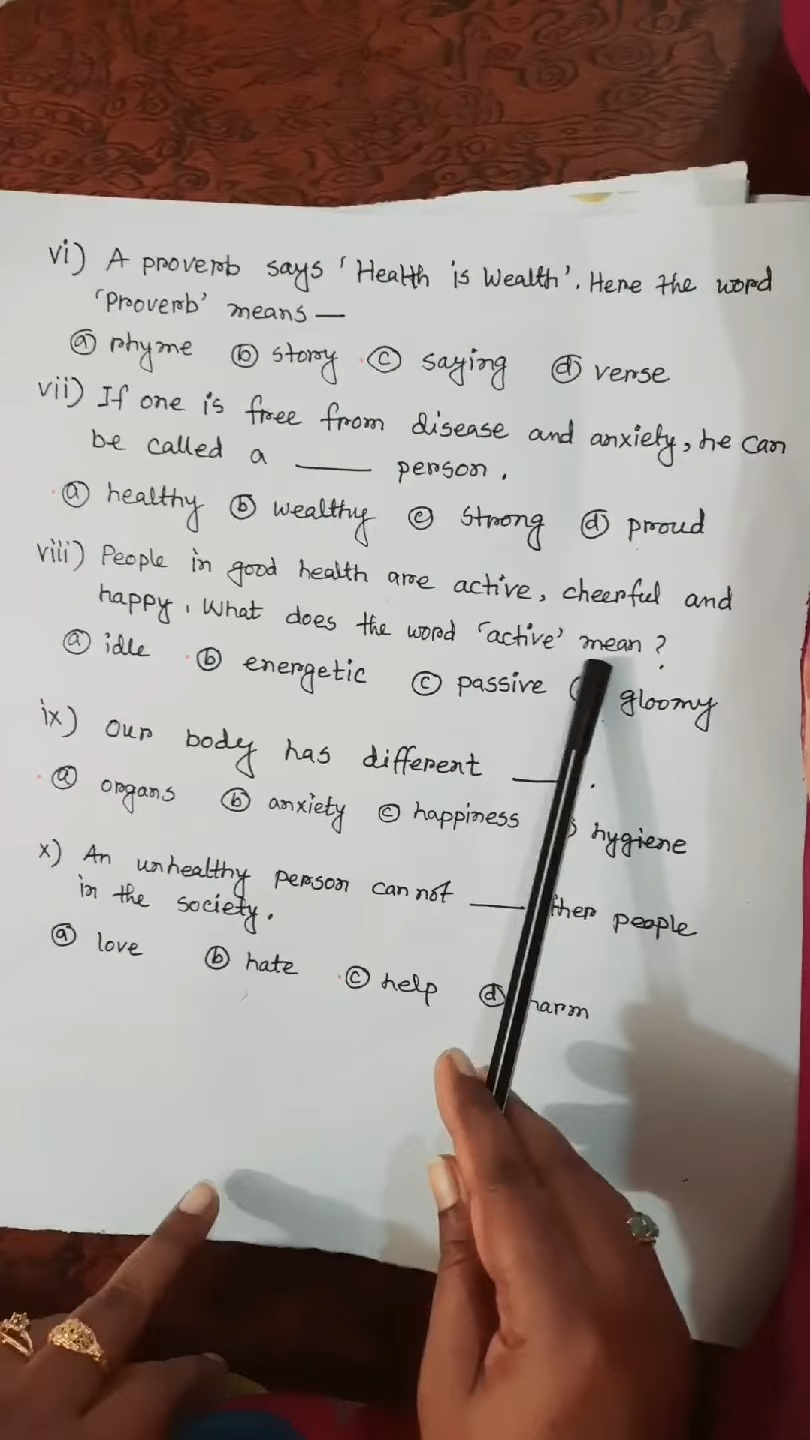 vi) A proverb says 'Health is Wealth'. Here the word
'Proverb' means —
ⓐ rhyme ⓑ story ⓒ saying ⓓ verse
vii) If one is free from disease and anxiety, he can
be called a ____ person.
ⓐ healthy ⓑ wealthy ⓒ strong ⓓ proud
viii) People in good health are active, cheerful and
happy. What does the word 'active' mean?
ⓐ idle ⓑ energetic ⓒ passive gloomy
ix) Our body has different ____.
ⓐ organs ⓑ anxiety ⓒ happiness hygiene
x) An unhealthy person can not ____ people
in the society.
ⓐ love ⓑ hate ⓒ help ⓓ